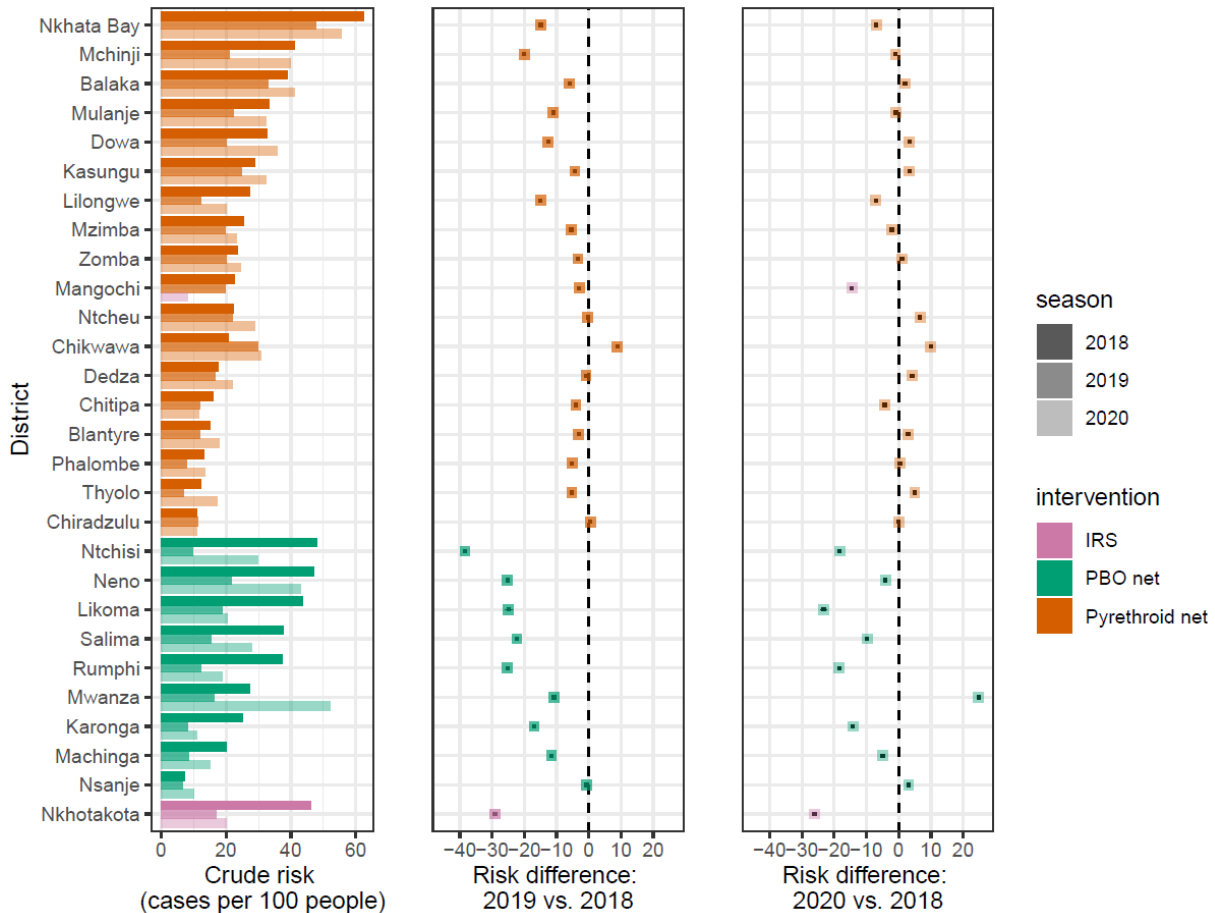 District
Nkhata Bay
Mchinji
Balaka
Mulanje
Dowa
Kasungu
Lilongwe
Mzimba
Zomba
Mangochi
Ntcheu
Chikwawa
Dedza
Chitipa
Blantyre
Phalombe
Thyolo
Chiradzulu
Ntchisi
Neno
Likoma
Salima
Rumphi
Mwanza
Karonga
Machinga
Nsanje
Nkhotakota
0 20 40 60
Crude risk
(cases per 100 people)
−40−30−20−10 0 10 20
Risk difference:
2019 vs. 2018
−40−30−20−10 0 10 20
Risk difference:
2020 vs. 2018
season
2018
2019
2020
intervention
IRS
PBO net
Pyrethroid net